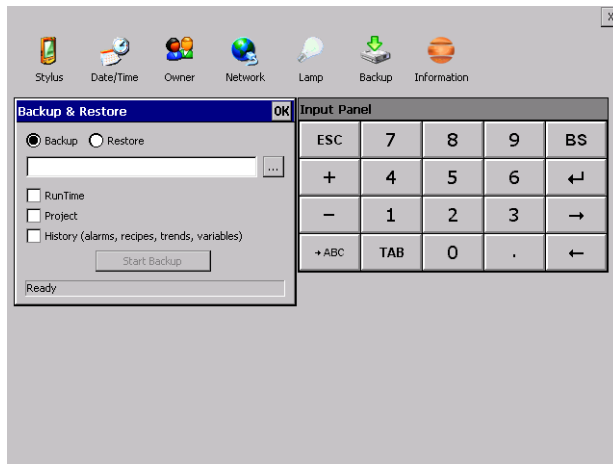 X
Stylus Date/Time Owner Network Lamp Backup Information
Backup & Restore OK
Backup Restore
...
RunTime
Project
History (alarms, recipes, trends, variables)
Start Backup
Ready
Input Panel
ESC 7 8 9 BS
+ 4 5 6 ↵
− 1 2 3 →
→ABC TAB 0 . ←